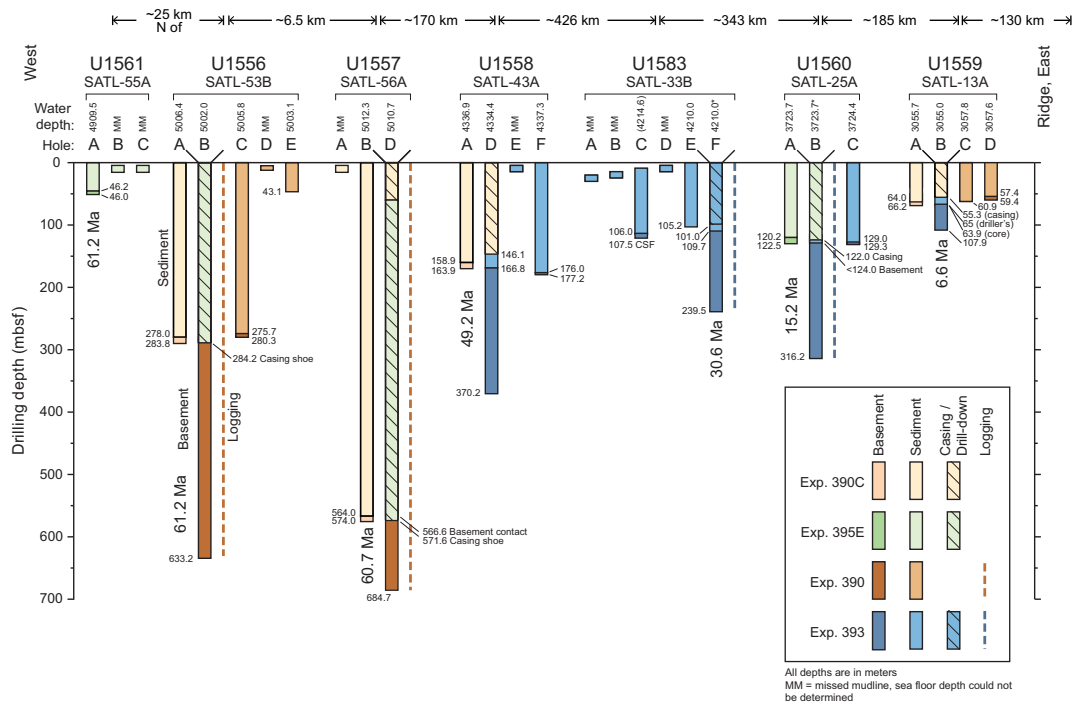 ~25 km
N of
~6.5 km
~170 km
~426 km
~343 km
~185 km
~130 km
West
Ridge, East
U1561
SATL-55A
U1556
SATL-53B
U1557
SATL-56A
U1558
SATL-43A
U1583
SATL-33B
U1560
SATL-25A
U1559
SATL-13A
Water
depth:
4909.5 MM MM 5006.4 5002.0 5005.8 MM 5003.1 MM 5012.3 5010.7 4336.9 4334.4 MM 4337.3 MM MM (4214.6) MM 4210.0 4210.0* 3723.7 3723.7* 3724.4 3055.7 3055.0 3057.8 3057.6
Hole: A B C A B C D E A B D A D E F A B C D E F A B C A B C D
Drilling depth (mbsf)
0
100
200
300
400
500
600
700
46.2
46.0
61.2 Ma
Sediment
278.0
283.8
284.2 Casing shoe
Basement
Logging
61.2 Ma
633.2
275.7
280.3
43.1
564.0
574.0
60.7 Ma
566.6 Basement contact
571.6 Casing shoe
684.7
158.9
163.9
49.2 Ma
146.1
166.8
370.2
176.0
177.2
106.0
107.5 CSF
105.2
101.0
109.7
239.5
30.6 Ma
120.2
122.5
15.2 Ma
122.0 Casing
<124.0 Basement
316.2
129.0
129.3
64.0
66.2
6.6 Ma
55.3 (casing)
65 (driller's)
63.9 (core)
107.9
60.9
57.4
59.4
Basement
Sediment
Casing /
Drill-down
Logging
Exp. 390C
Exp. 395E
Exp. 390
Exp. 393
All depths are in meters
MM = missed mudline, sea floor depth could not
be determined